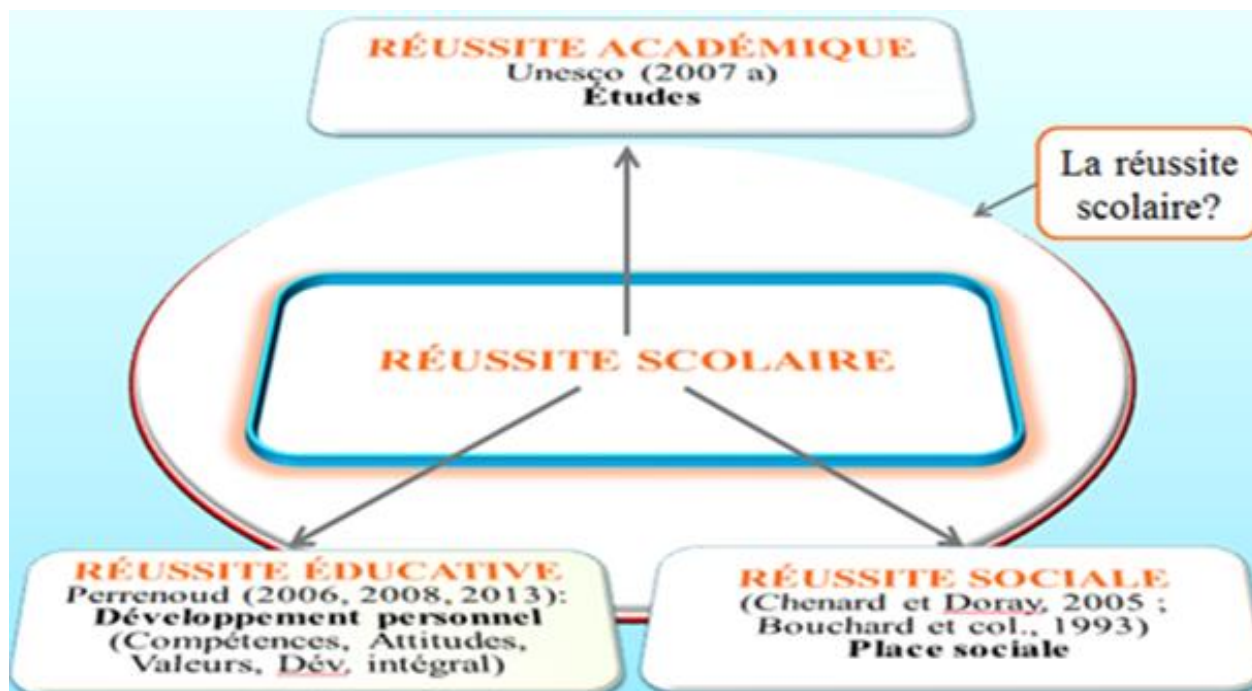 RÉUSSITE ACADÉMIQUE
Unesco (2007 a)
Études
La réussite
scolaire?
RÉUSSITE SCOLAIRE
RÉUSSITE ÉDUCATIVE
Perrenoud (2006, 2008, 2013):
Développement personnel
(Compétences, Attitudes,
Valeurs, Dév. intégral)
RÉUSSITE SOCIALE
(Chenard et Doray, 2005 ;
Bouchard et col., 1993)
Place sociale